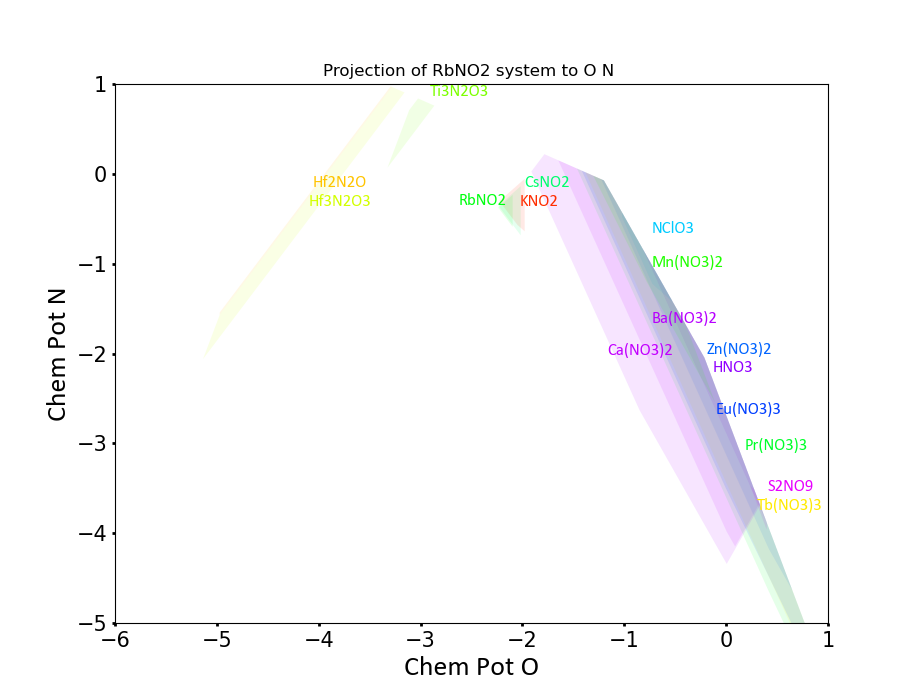 Projection of RbNO2 system to O N
1
Ti3N2O3
0
Hf2N2O
CsNO2
Hf3N2O3
RbNO2
KNO2
NClO3
−1
Mn(NO3)2
Ba(NO3)2
−2
Ca(NO3)2
Zn(NO3)2
HNO3
Eu(NO3)3
−3
Pr(NO3)3
S2NO9
Tb(NO3)3
−4
−5
−6 −5 −4 −3 −2 −1 0 1
Chem Pot O
Chem Pot N